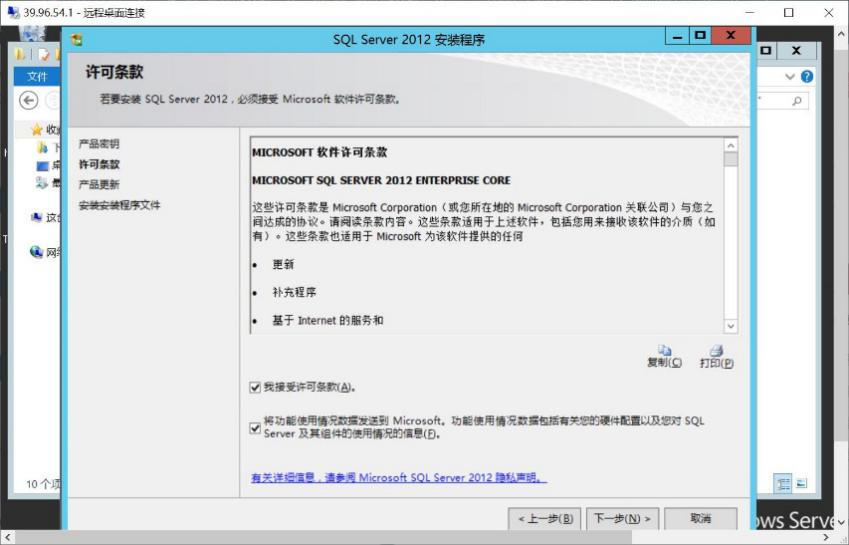 39.96.54.1 - 远程桌面连接
SQL Server 2012 安装程序
文件
许可条款
若要安装 SQL Server 2012，必须接受 Microsoft 软件许可条款。
产品密钥
许可条款
产品更新
安装安装程序文件
MICROSOFT 软件许可条款
MICROSOFT SQL SERVER 2012 ENTERPRISE CORE
这些许可条款是 Microsoft Corporation（或您所在地的 Microsoft Corporation 关联公司）与您之
间达成的协议。请阅读条款内容。这些条款适用于上述软件，包括您用来接收该软件的介质（如
有）。这些条款也适用于 Microsoft 为该软件提供的任何
• 更新
• 补充程序
• 基于 Internet 的服务和
复制(C) 打印(P)
我接受许可条款(A)。
将功能使用情况数据发送到 Microsoft。功能使用情况数据包括有关您的硬件配置以及您对 SQL
Server 及其组件的使用情况的信息(F)。
有关详细信息，请参阅 Microsoft SQL Server 2012 隐私声明。
< 上一步(B) 下一步(N) > 取消
10 个项
ows Serve